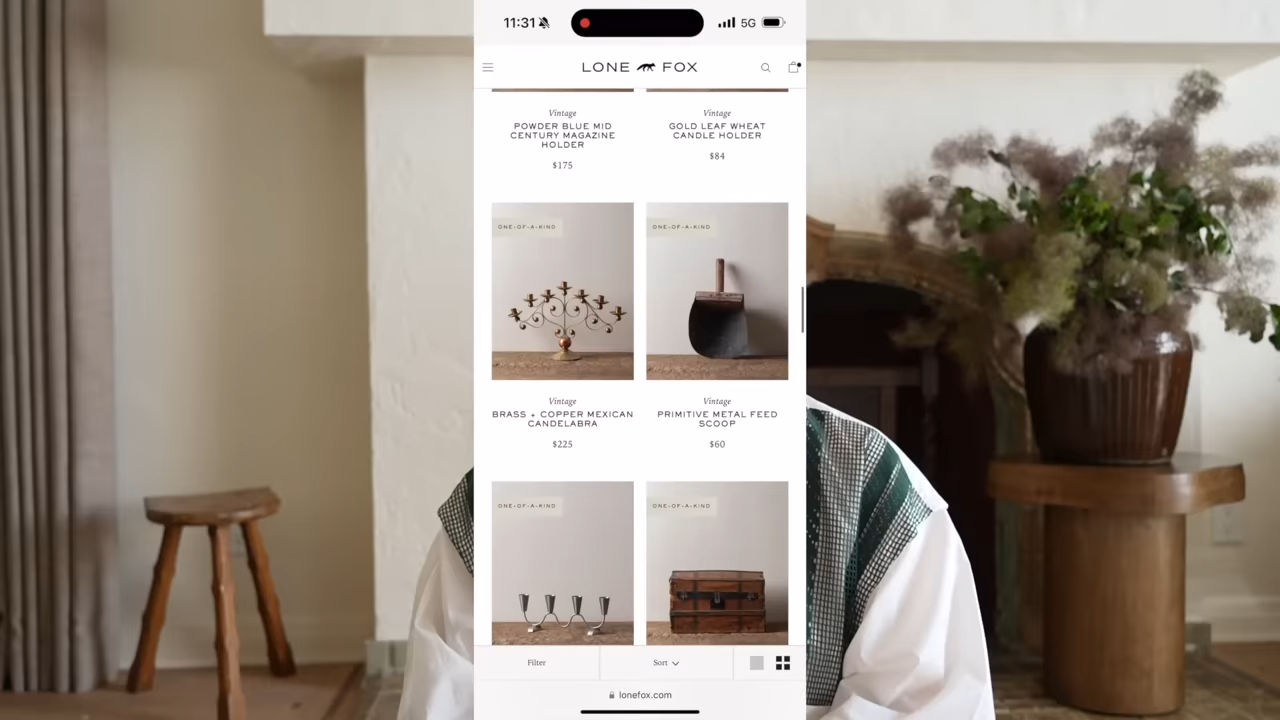 11:31
5G
LONE FOX
Vintage
POWDER BLUE MID
CENTURY MAGAZINE
HOLDER
$175
Vintage
GOLD LEAF WHEAT
CANDLE HOLDER
$84
ONE-OF-A-KIND
ONE-OF-A-KIND
Vintage
BRASS + COPPER MEXICAN
CANDELABRA
$225
Vintage
PRIMITIVE METAL FEED
SCOOP
$60
ONE-OF-A-KIND
ONE-OF-A-KIND
Filter
Sort
lonefox.com